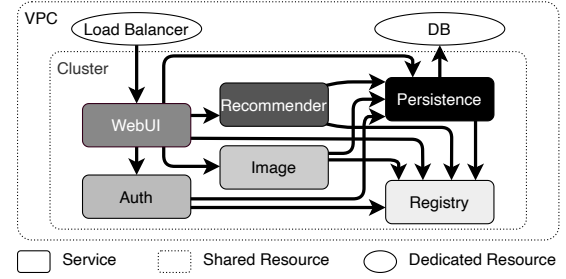 VPC
Load Balancer
DB
Cluster
Recommender
Persistence
WebUI
Image
Auth
Registry
Service
Shared Resource
Dedicated Resource